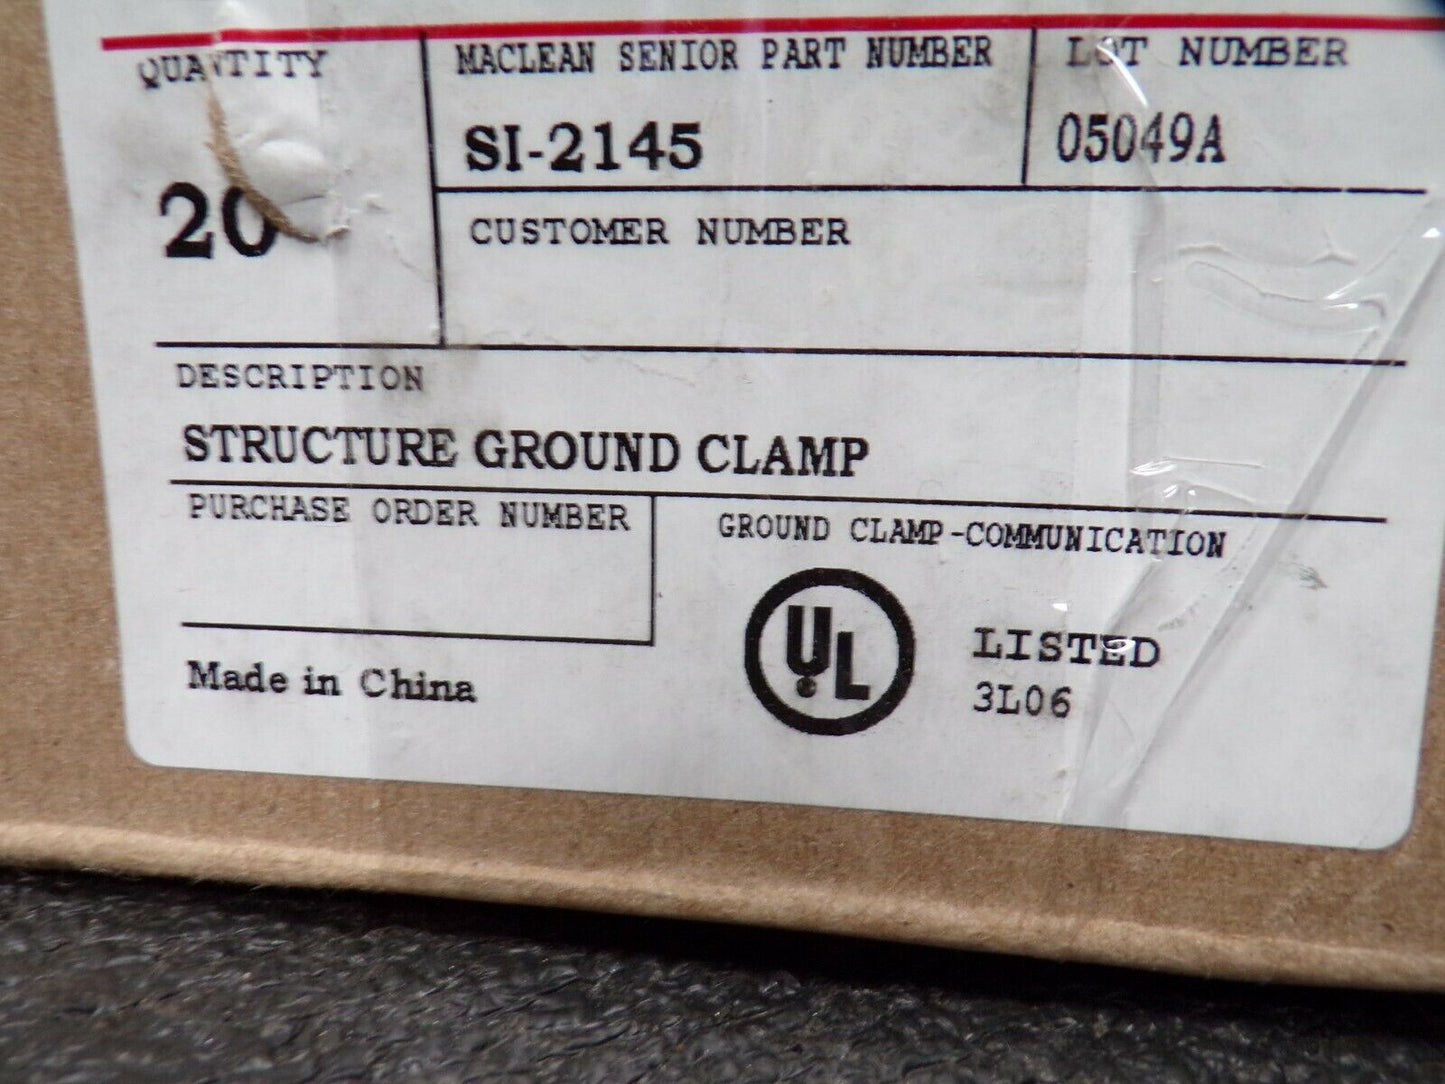 QUANTITY
20
MACLEAN SENIOR PART NUMBER
SI-2145
LOT NUMBER
05049A
CUSTOMER NUMBER
DESCRIPTION
STRUCTURE GROUND CLAMP
PURCHASE ORDER NUMBER
GROUND CLAMP-COMMUNICATION
UL
LISTED
3L06
Made in China